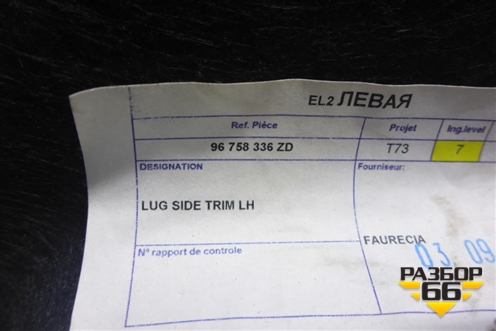 EL2 ЛЕВАЯ
Ref. Pièce Projet Ing.level
96 758 336 ZD T73 7
DESIGNATION Fournisseur:
LUG SIDE TRIM LH
FAURECIA
N° rapport de controle
03 09
РАЗБОР
66